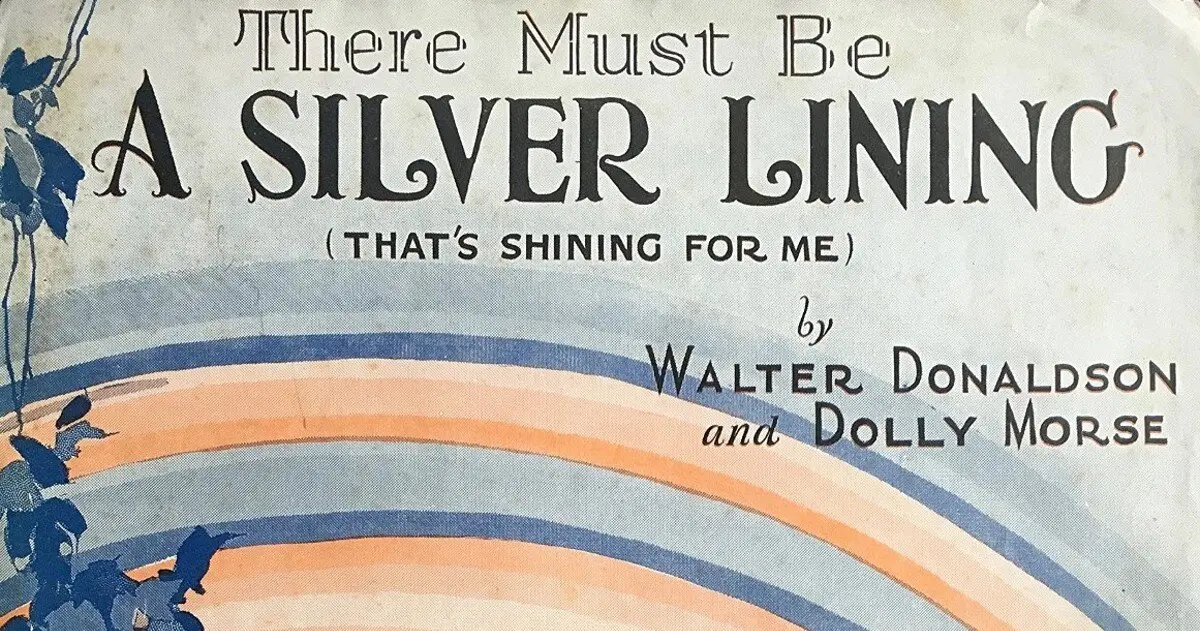 There Must Be
A SILVER LINING
(THAT'S SHINING FOR ME)
by
WALTER DONALDSON
and DOLLY MORSE